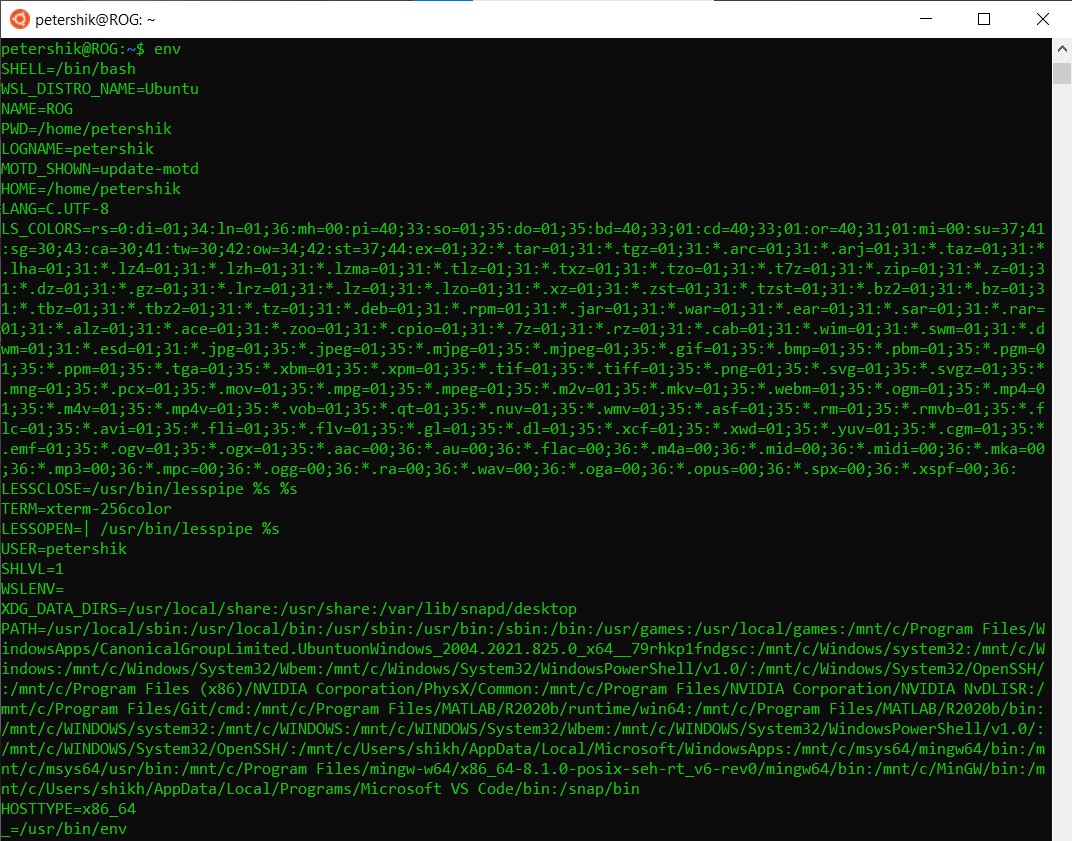 petershik@ROG: ~
petershik@ROG:~$ env
SHELL=/bin/bash
WSL_DISTRO_NAME=Ubuntu
NAME=ROG
PWD=/home/petershik
LOGNAME=petershik
MOTD_SHOWN=update-motd
HOME=/home/petershik
LANG=C.UTF-8
LS_COLORS=rs=0:di=01;34:ln=01;36:mh=00:pi=40;33:so=01;35:do=01;35:bd=40;33;01:cd=40;33;01:or=40;31;01:mi=00:su=37;41
:sg=30;43:ca=30;41:tw=30;42:ow=34;42:st=37;44:ex=01;32:*.tar=01;31:*.tgz=01;31:*.arc=01;31:*.arj=01;31:*.taz=01;31:*
.lha=01;31:*.lz4=01;31:*.lzh=01;31:*.lzma=01;31:*.tlz=01;31:*.txz=01;31:*.tzo=01;31:*.t7z=01;31:*.zip=01;31:*.z=01;3
1:*.dz=01;31:*.gz=01;31:*.lrz=01;31:*.lz=01;31:*.lzo=01;31:*.xz=01;31:*.zst=01;31:*.tzst=01;31:*.bz2=01;31:*.bz=01;3
1:*.tbz=01;31:*.tbz2=01;31:*.tz=01;31:*.deb=01;31:*.rpm=01;31:*.jar=01;31:*.war=01;31:*.ear=01;31:*.sar=01;31:*.rar=
01;31:*.alz=01;31:*.ace=01;31:*.zoo=01;31:*.cpio=01;31:*.7z=01;31:*.rz=01;31:*.cab=01;31:*.wim=01;31:*.swm=01;31:*.d
wm=01;31:*.esd=01;31:*.jpg=01;35:*.jpeg=01;35:*.mjpg=01;35:*.mjpeg=01;35:*.gif=01;35:*.bmp=01;35:*.pbm=01;35:*.pgm=0
1;35:*.ppm=01;35:*.tga=01;35:*.xbm=01;35:*.xpm=01;35:*.tif=01;35:*.tiff=01;35:*.png=01;35:*.svg=01;35:*.svgz=01;35:*
.mng=01;35:*.pcx=01;35:*.mov=01;35:*.mpg=01;35:*.mpeg=01;35:*.m2v=01;35:*.mkv=01;35:*.webm=01;35:*.ogm=01;35:*.mp4=0
1;35:*.m4v=01;35:*.mp4v=01;35:*.vob=01;35:*.qt=01;35:*.nuv=01;35:*.wmv=01;35:*.asf=01;35:*.rm=01;35:*.rmvb=01;35:*.f
lc=01;35:*.avi=01;35:*.fli=01;35:*.flv=01;35:*.gl=01;35:*.dl=01;35:*.xcf=01;35:*.xwd=01;35:*.yuv=01;35:*.cgm=01;35:*
.emf=01;35:*.ogv=01;35:*.ogx=01;35:*.aac=00;36:*.au=00;36:*.flac=00;36:*.m4a=00;36:*.mid=00;36:*.midi=00;36:*.mka=00
;36:*.mp3=00;36:*.mpc=00;36:*.ogg=00;36:*.ra=00;36:*.wav=00;36:*.oga=00;36:*.opus=00;36:*.spx=00;36:*.xspf=00;36:
LESSCLOSE=/usr/bin/lesspipe %s %s
TERM=xterm-256color
LESSOPEN=| /usr/bin/lesspipe %s
USER=petershik
SHLVL=1
WSLENV=
XDG_DATA_DIRS=/usr/local/share:/usr/share:/var/lib/snapd/desktop
PATH=/usr/local/sbin:/usr/local/bin:/usr/sbin:/usr/bin:/sbin:/bin:/usr/games:/usr/local/games:/mnt/c/Program Files/W
indowsApps/CanonicalGroupLimited.UbuntuonWindows_2004.2021.825.0_x64__79rhkp1fndgsc:/mnt/c/Windows/system32:/mnt/c/W
indows:/mnt/c/Windows/System32/Wbem:/mnt/c/Windows/System32/WindowsPowerShell/v1.0/:/mnt/c/Windows/System32/OpenSSH/
:/mnt/c/Program Files (x86)/NVIDIA Corporation/PhysX/Common:/mnt/c/Program Files/NVIDIA Corporation/NVIDIA NvDLISR:/
mnt/c/Program Files/Git/cmd:/mnt/c/Program Files/MATLAB/R2020b/runtime/win64:/mnt/c/Program Files/MATLAB/R2020b/bin:
/mnt/c/WINDOWS/system32:/mnt/c/WINDOWS:/mnt/c/WINDOWS/System32/Wbem:/mnt/c/WINDOWS/System32/WindowsPowerShell/v1.0/:
/mnt/c/WINDOWS/System32/OpenSSH/:/mnt/c/Users/shikh/AppData/Local/Microsoft/WindowsApps:/mnt/c/msys64/mingw64/bin:/m
nt/c/msys64/usr/bin:/mnt/c/Program Files/mingw-w64/x86_64-8.1.0-posix-seh-rt_v6-rev0/mingw64/bin:/mnt/c/MinGW/bin:/m
nt/c/Users/shikh/AppData/Local/Programs/Microsoft VS Code/bin:/snap/bin
HOSTTYPE=x86_64
_=/usr/bin/env